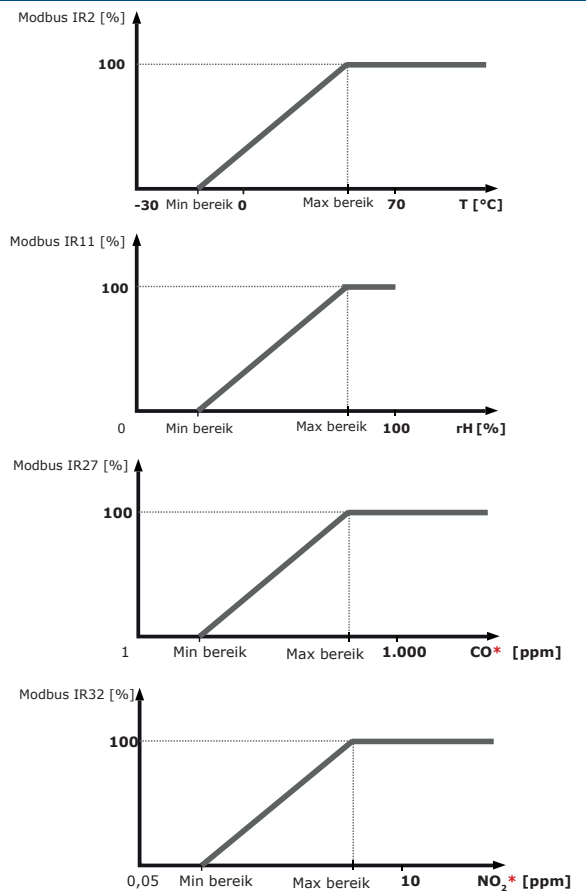 Modbus IR2 [%]
100
-30 Min bereik 0 Max bereik 70 T [°C]
Modbus IR11 [%]
100
0 Min bereik Max bereik 100 rH [%]
Modbus IR27 [%]
100
1 Min bereik Max bereik 1.000 CO* [ppm]
Modbus IR32 [%]
100
0,05 Min bereik Max bereik 10 NO₂* [ppm]